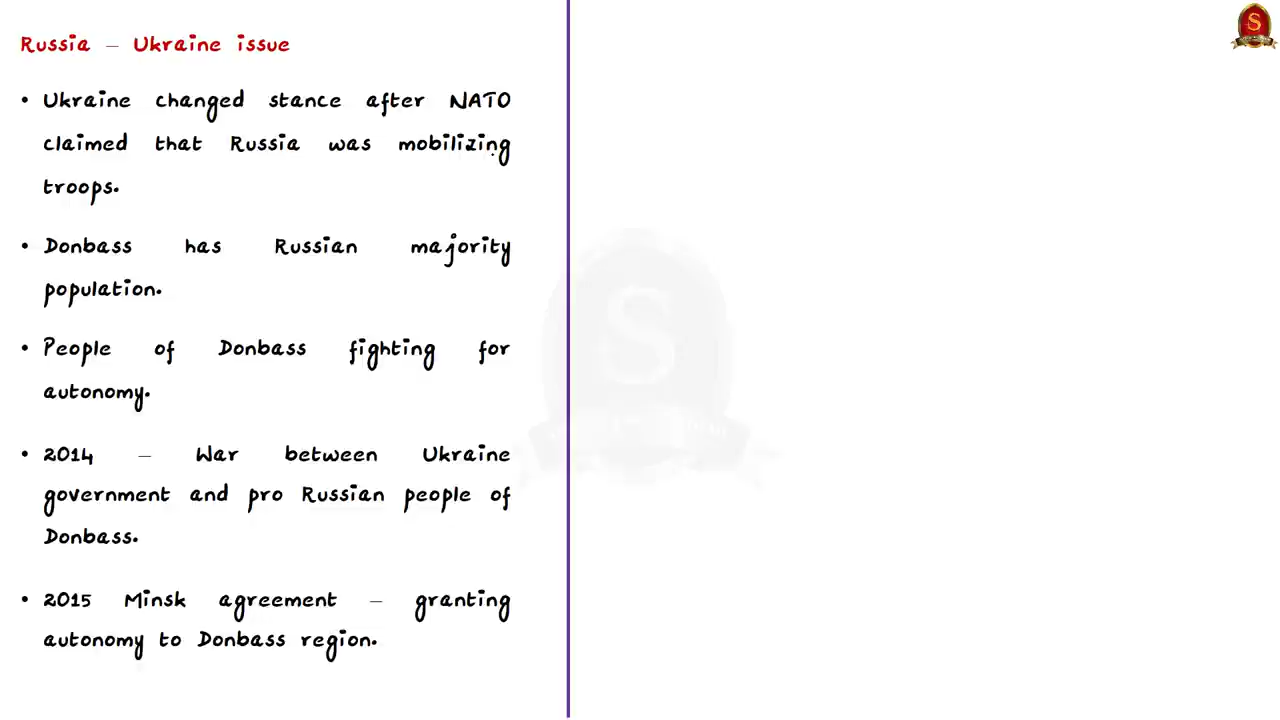 Russia – Ukraine issue
• Ukraine changed stance after NATO
claimed that Russia was mobilizing
troops.
• Donbass has Russian majority
population.
• People of Donbass fighting for
autonomy.
• 2014 – War between Ukraine
government and pro Russian people of
Donbass.
• 2015 Minsk agreement – granting
autonomy to Donbass region.
S
S